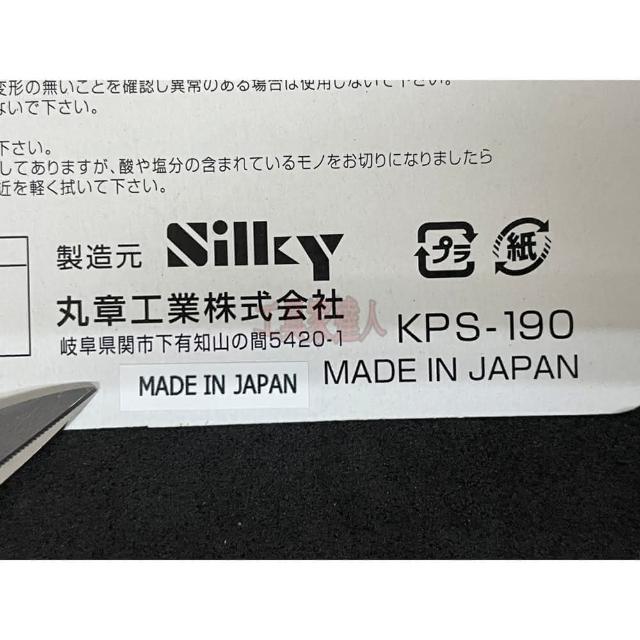 変形の無いことを確認し異常のある場合は使用しないで下さい。
ないで下さい。
下さい。
してありますが、酸や塩分の含まれているモノをお切りになりましたら
近を軽く拭いて下さい。
製造元 Silky
プラ 紙
丸章工業株式会社
岐阜県関市下有知山の間5420-1
KPS-190
MADE IN JAPAN
MADE IN JAPAN